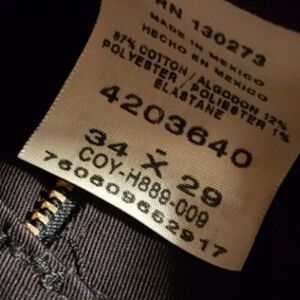 RN 130273
MADE IN MEXICO
HECHO EN MEXICO
87% COTTON / ALGODON 12%
POLYESTER / POLIESTER 1%
ELASTANE
4203640
-
34 X 29
COY-H889-009
760809652917